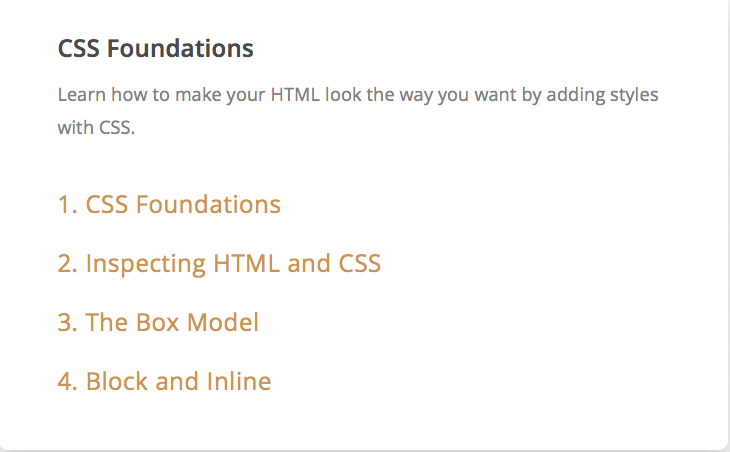 CSS Foundations
Learn how to make your HTML look the way you want by adding styles
with CSS.
1. CSS Foundations
2. Inspecting HTML and CSS
3. The Box Model
4. Block and Inline